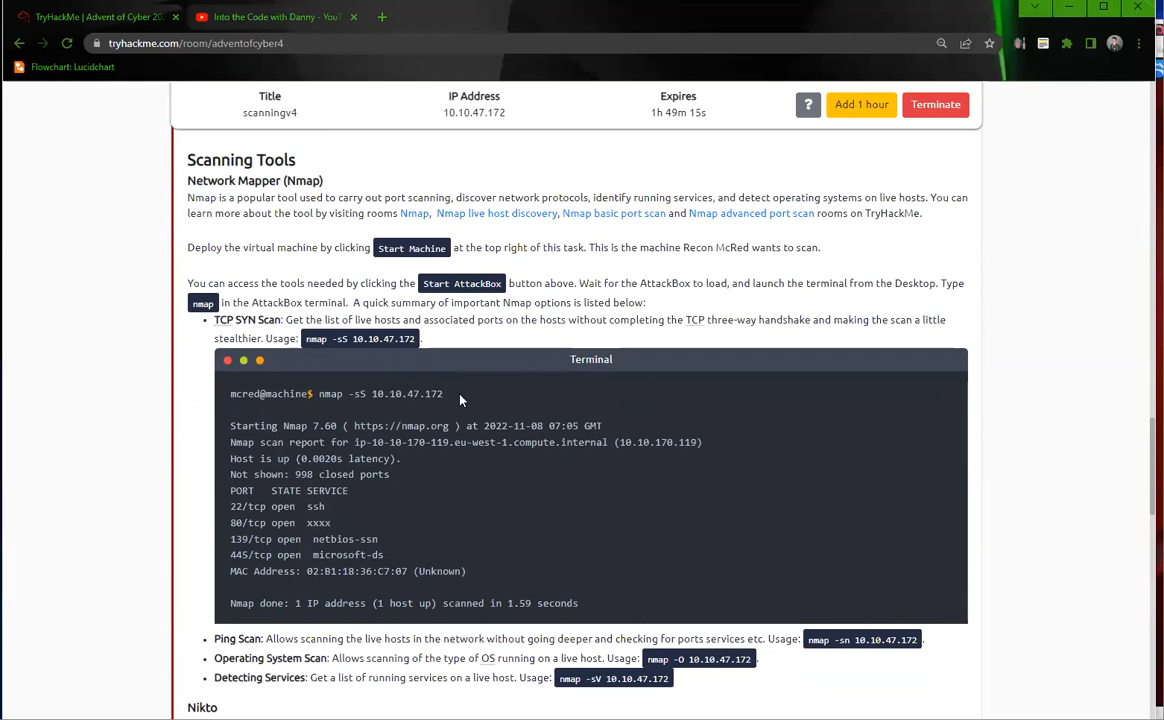 TryHackMe | Advent of Cyber 202
Into the Code with Danny - YouT
tryhackme.com/room/adventofcyber4
Flowchart: Lucidchart
Title
IP Address
Expires
scanningv4
10.10.47.172
1h 49m 15s
?
Add 1 hour
Terminate
Scanning Tools
Network Mapper (Nmap)
Nmap is a popular tool used to carry out port scanning, discover network protocols, identify running services, and detect operating systems on live hosts. You can
learn more about the tool by visiting rooms Nmap, Nmap live host discovery, Nmap basic port scan and Nmap advanced port scan rooms on TryHackMe.
Deploy the virtual machine by clicking Start Machine at the top right of this task. This is the machine Recon McRed wants to scan.
You can access the tools needed by clicking the Start AttackBox button above. Wait for the AttackBox to load, and launch the terminal from the Desktop. Type
nmap in the AttackBox terminal. A quick summary of important Nmap options is listed below:
• TCP SYN Scan: Get the list of live hosts and associated ports on the hosts without completing the TCP three-way handshake and making the scan a little
stealthier. Usage: nmap -sS 10.10.47.172 .
Terminal
mcred@machine$ nmap -sS 10.10.47.172
Starting Nmap 7.60 ( https://nmap.org ) at 2022-11-08 07:05 GMT
Nmap scan report for ip-10-10-170-119.eu-west-1.compute.internal (10.10.170.119)
Host is up (0.0020s latency).
Not shown: 998 closed ports
PORT STATE SERVICE
22/tcp open ssh
80/tcp open xxxx
139/tcp open netbios-ssn
445/tcp open microsoft-ds
MAC Address: 02:B1:18:36:C7:07 (Unknown)
Nmap done: 1 IP address (1 host up) scanned in 1.59 seconds
• Ping Scan: Allows scanning the live hosts in the network without going deeper and checking for ports services etc. Usage: nmap -sn 10.10.47.172 .
• Operating System Scan: Allows scanning of the type of OS running on a live host. Usage: nmap -O 10.10.47.172 .
• Detecting Services: Get a list of running services on a live host. Usage: nmap -sV 10.10.47.172
Nikto